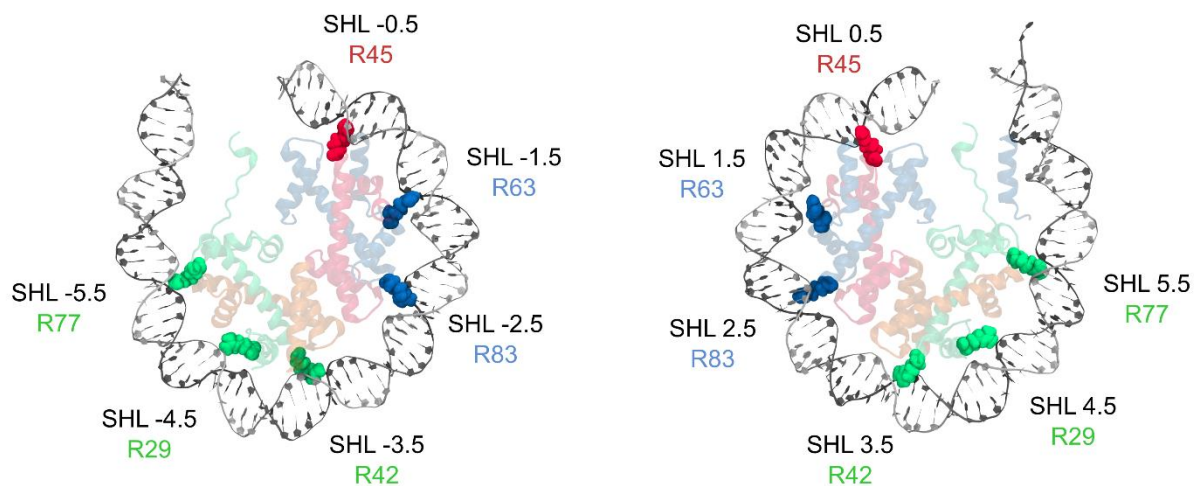 SHL -0.5
R45
SHL -1.5
R63
SHL -2.5
R83
SHL -3.5
R42
SHL -4.5
R29
SHL -5.5
R77
SHL 0.5
R45
SHL 1.5
R63
SHL 2.5
R83
SHL 3.5
R42
SHL 4.5
R29
SHL 5.5
R77